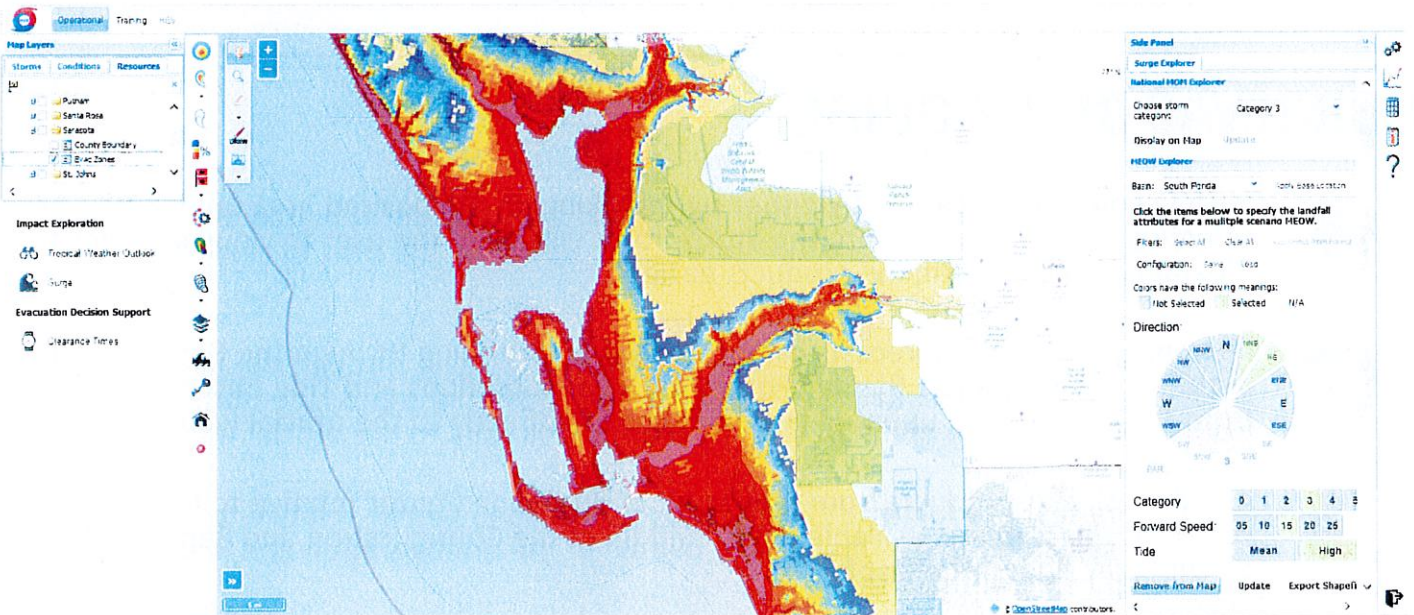 Operational Training
Map Layers
Storms Conditions Resources
Putnam
Santa Rosa
Sarasota
County Boundary
Evac Zones
St. Johns
Impact Exploration
Tropical Weather Outlook
Surge
Evacuation Decision Support
Clearance Times
Side Panel
Surge Explorer
National MOM Explorer
Choose storm
category:
Category 3
Display on Map Update
MEOW Explorer
Basin: South Florida
Click the items below to specify the landfall
attributes for a mulitple scenario MEOW.
Filters: Select All Clear All
Configuration: Save Load
Colors have the following meanings:
Not Selected Selected N/A
Direction
N
NNE
NE
ENE
E
ESE
S
WSW
W
WNW
NW
NNW
Category 0 1 2 3 4 5
Forward Speed 05 10 15 20 25
Tide Mean High
Remove from Map Update Export Shapefi
© OpenStreetMap contributors.